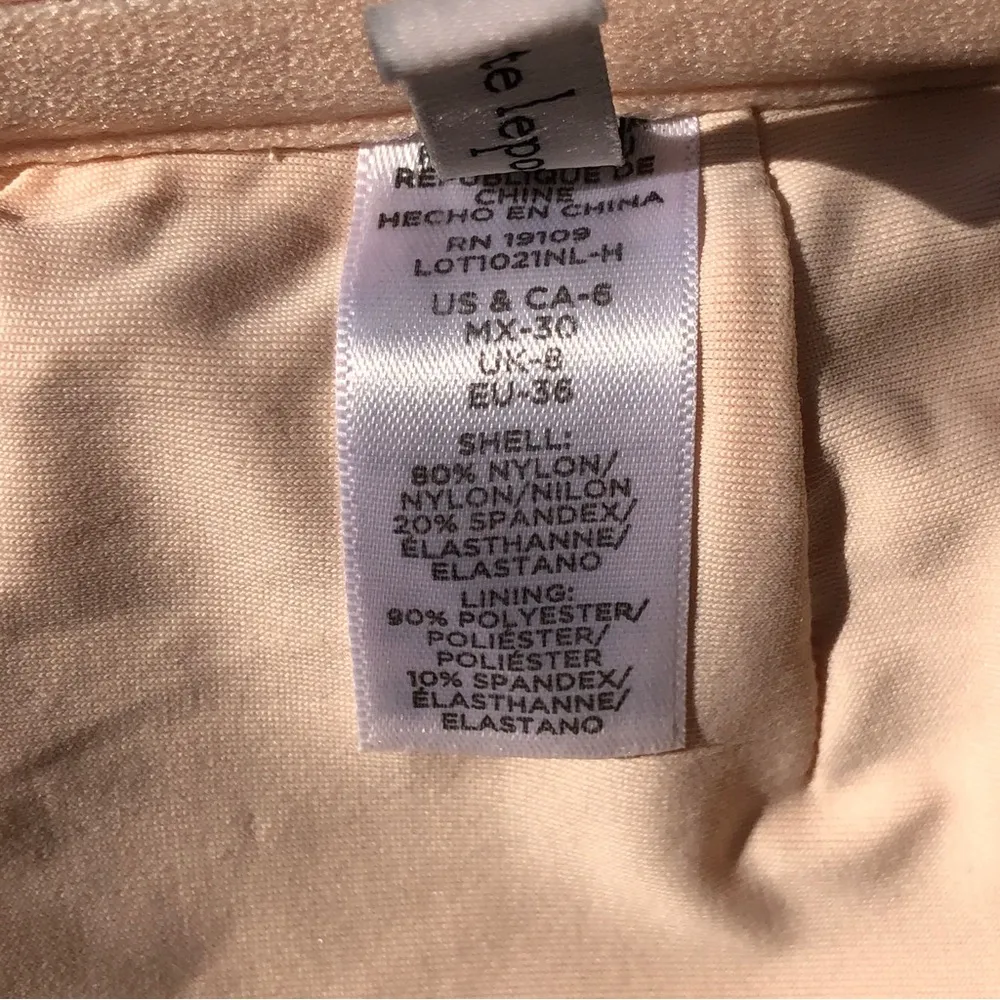 te lepo
RÉPUBLIQUE DE
CHINE
HECHO EN CHINA
RN 19109
LOT1021NL-H
US & CA-6
MX-30
UK-8
EU-36
SHELL:
80% NYLON/
NYLON/NILON
20% SPANDEX/
ÉLASTHANNE/
ELASTANO
LINING:
90% POLYESTER/
POLIÉSTER/
POLIÉSTER
10% SPANDEX/
ÉLASTHANNE/
ELASTANO